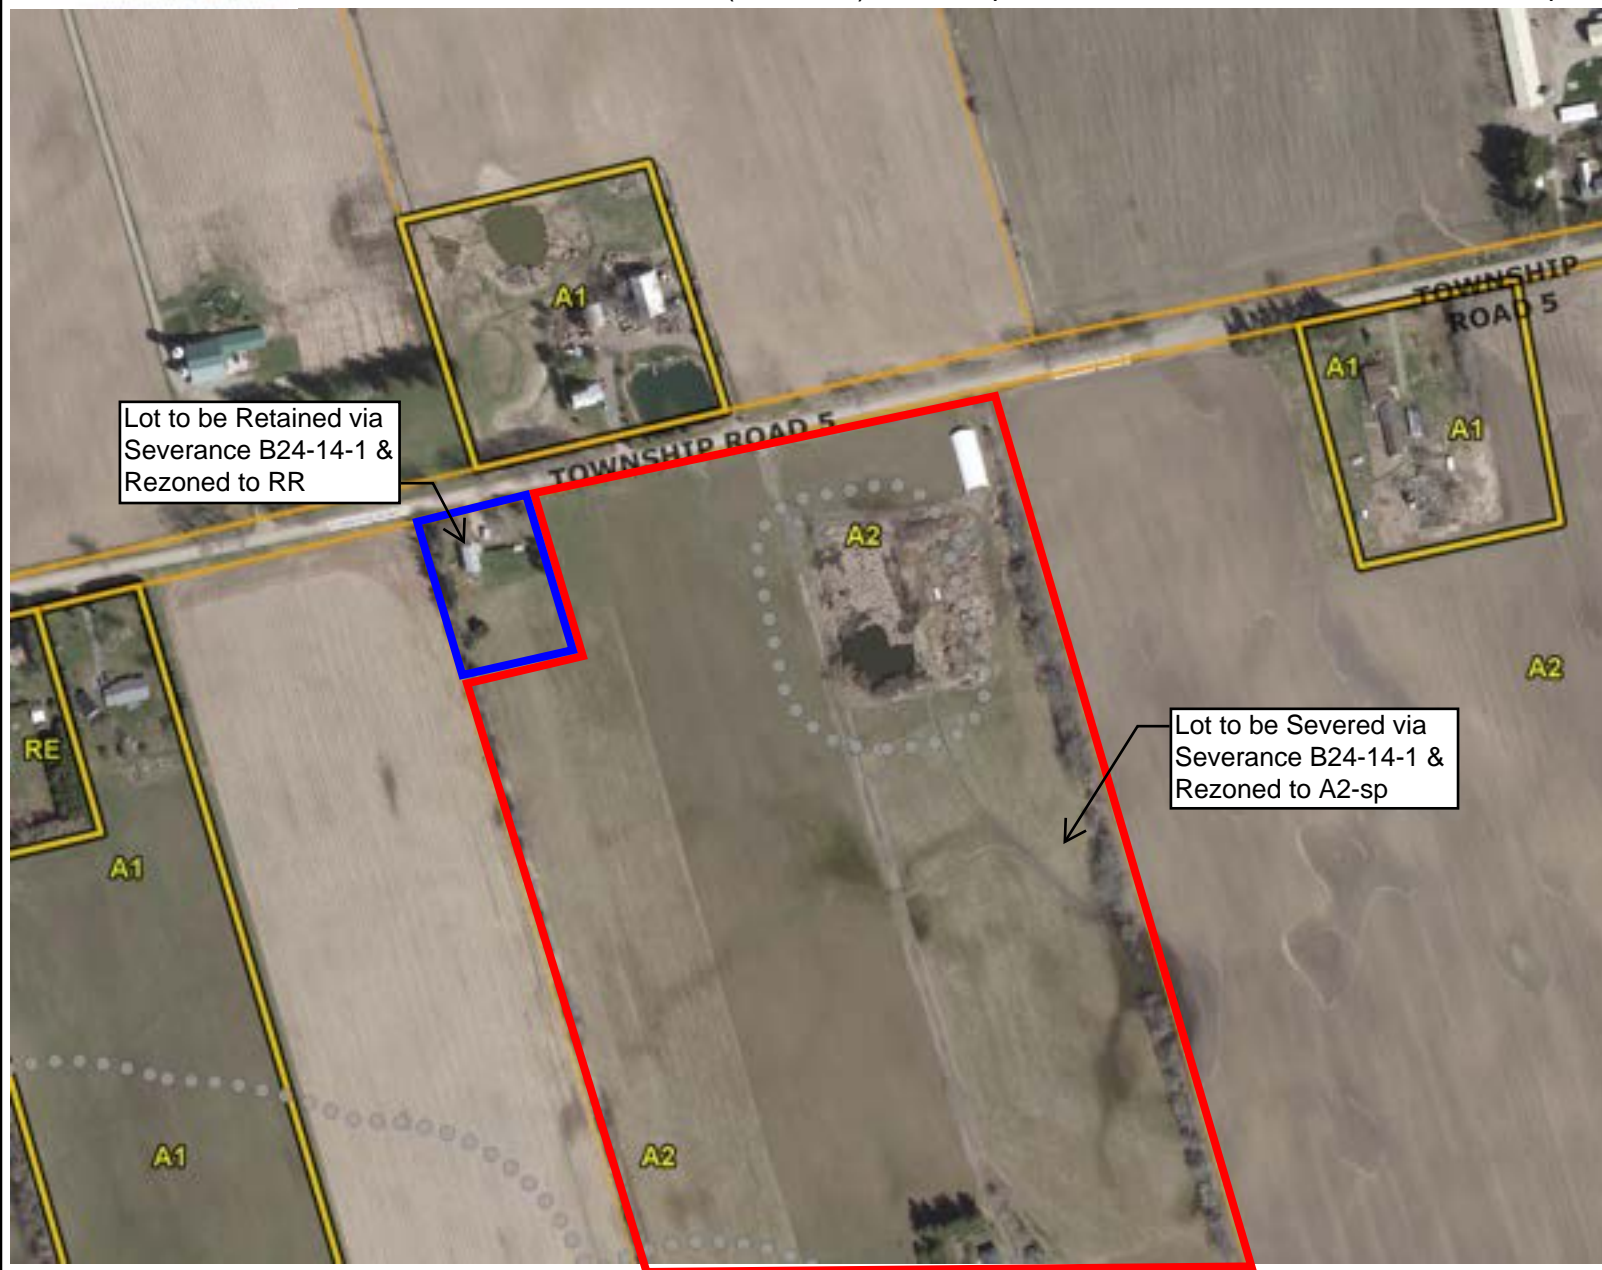 A1
TOWNSHIP
ROAD 5
A1
A1
Lot to be Retained via
Severance B24-14-1 &
Rezoned to RR
TOWNSHIP ROAD 5
A2
A2
RE
Lot to be Severed via
Severance B24-14-1 &
Rezoned to A2-sp
A1
A1
A2